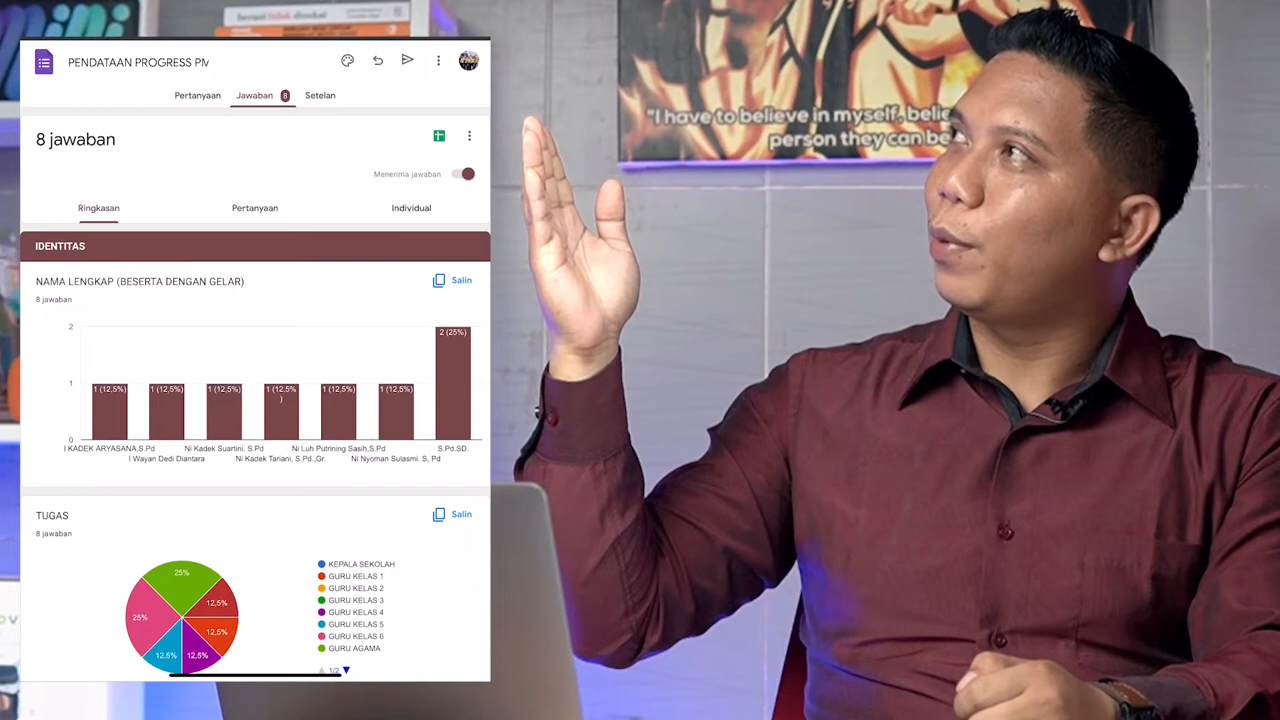 PENDATAAN PROGRESS PM
Pertanyaan Jawaban 8 Setelan
8 jawaban
Menerima jawaban
Ringkasan Pertanyaan Individual
IDENTITAS
NAMA LENGKAP (BESERTA DENGAN GELAR)
Salin
8 jawaban
2
1
0
1 (12,5%)
1 (12,5%)
1 (12,5%)
1 (12,5%
)
1 (12,5%)
1 (12,5%)
2 (25%)
I KADEK ARYASANA,S.Pd
I Wayan Dedi Diantara
Ni Kadek Suartini, S.Pd
Ni Kadek Tariani, S.Pd.,Gr.
Ni Luh Putrining Sasih,S.Pd
Ni Nyoman Sulasmi. S, Pd
S.Pd.SD.
TUGAS
Salin
8 jawaban
25%
12,5%
12,5%
12,5%
12,5%
25%
KEPALA SEKOLAH
GURU KELAS 1
GURU KELAS 2
GURU KELAS 3
GURU KELAS 4
GURU KELAS 5
GURU KELAS 6
GURU AGAMA
1/2
"I have to believe in myself, belie
person they can be